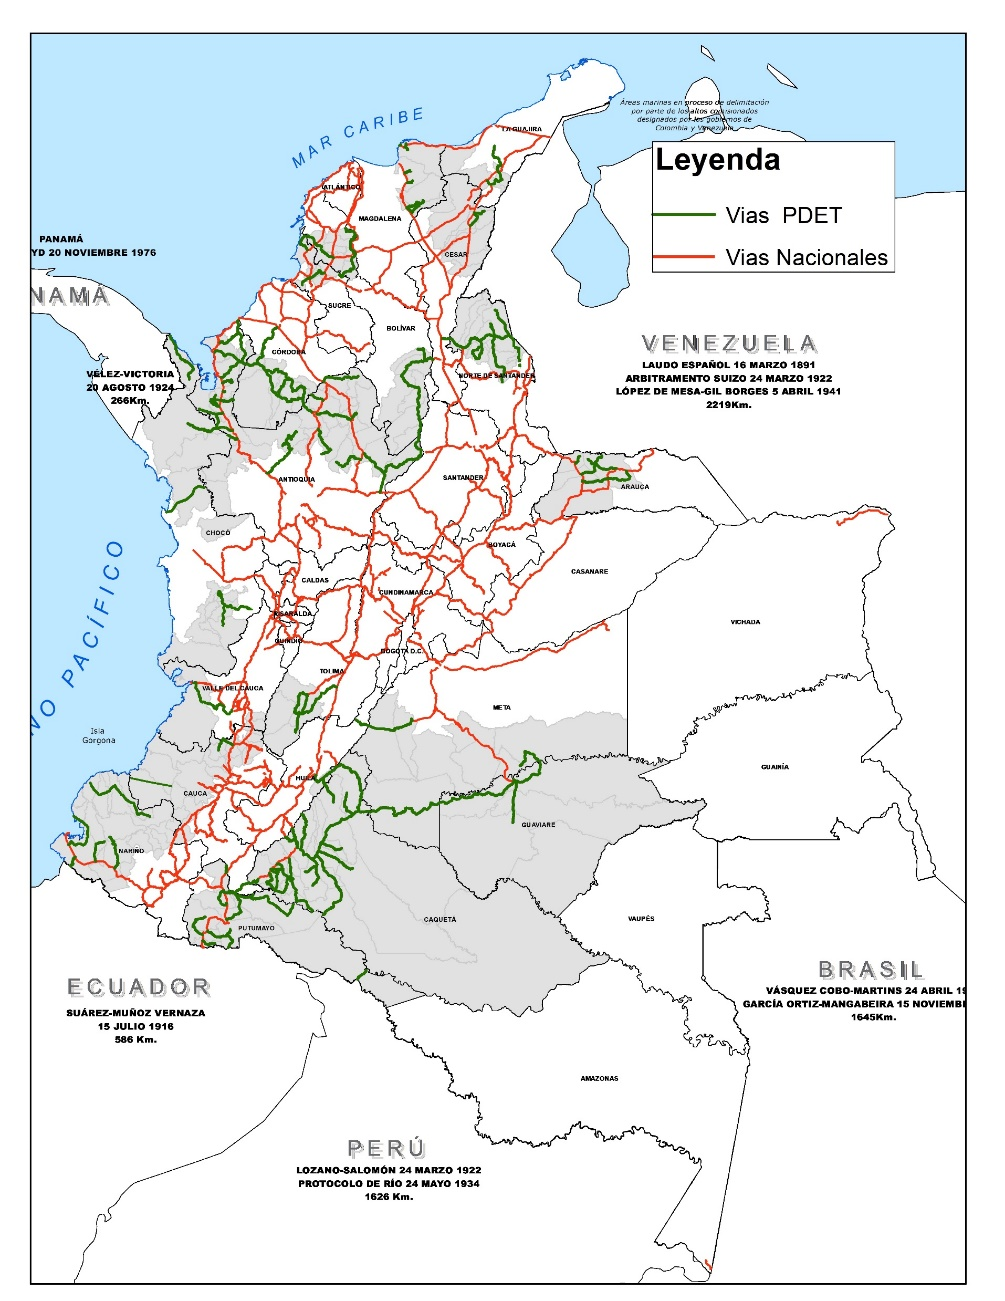 Áreas marinas en proceso de delimitación
por parte de los altos comisionados
designados por los gobiernos de
Colombia y Venezuela
MAR CARIBE
LA GUAJIRA
Leyenda
Vias PDET
Vias Nacionales
ATLÁNTICO
MAGDALENA
CESAR
PANAMÁ
YD 20 NOVIEMBRE 1976
NAMÁ
SUCRE
BOLÍVAR
CÓRDOBA
NORTE DE SANTANDER
VÉLEZ-VICTORIA
20 AGOSTO 1924
266Km.
VENEZUELA
LAUDO ESPAÑOL 16 MARZO 1891
ARBITRAMENTO SUIZO 24 MARZO 1922
LÓPEZ DE MESA-GIL BORGES 5 ABRIL 1941
2219Km.
ANTIOQUIA
SANTANDER
ARAUCA
CHOCÓ
BOYACÁ
CASANARE
CALDAS
CUNDINAMARCA
RISARALDA
VICHADA
QUINDIO
BOGOTÁ D.C.
TOLIMA
NO PACÍFICO
VALLE DEL CAUCA
META
Isla
Gorgona
GUAINÍA
HUILA
CAUCA
GUAVIARE
NARIÑO
CAQUETÁ
VAUPÉS
PUTUMAYO
ECUADOR
SUÁREZ-MUÑOZ VERNAZA
15 JULIO 1916
586 Km.
BRASIL
VÁSQUEZ COBO-MARTINS 24 ABRIL 19
GARCÍA ORTIZ-MANGABEIRA 15 NOVIEMB
1645Km.
AMAZONAS
PERÚ
LOZANO-SALOMÓN 24 MARZO 1922
PROTOCOLO DE RÍO 24 MAYO 1934
1626 Km.